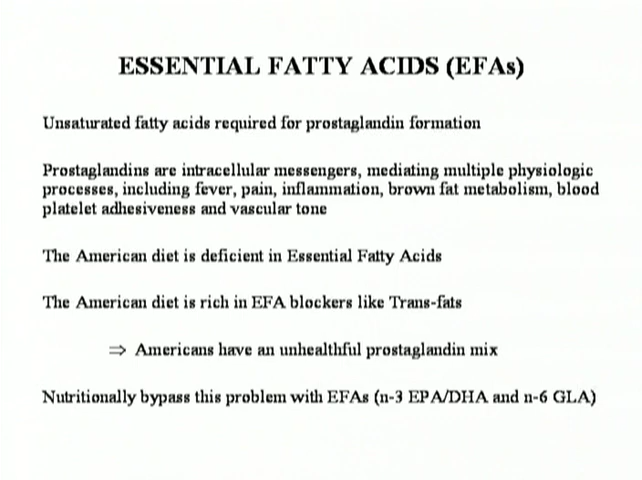 ESSENTIAL FATTY ACIDS (EFAs)
Unsaturated fatty acids required for prostaglandin formation
Prostaglandins are intracellular messengers, mediating multiple physiologic
processes, including fever, pain, inflammation, brown fat metabolism, blood
platelet adhesiveness and vascular tone
The American diet is deficient in Essential Fatty Acids
The American diet is rich in EFA blockers like Trans-fats
⇒ Americans have an unhealthful prostaglandin mix
Nutritionally bypass this problem with EFAs (n-3 EPA/DHA and n-6 GLA)